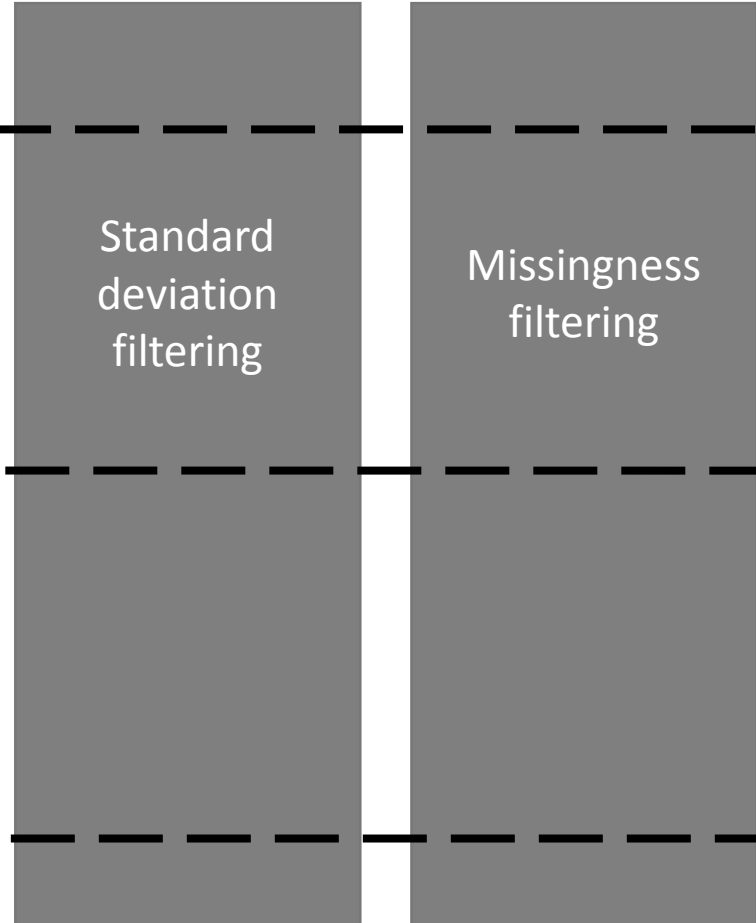 Standard
deviation
filtering
Missingness
filtering